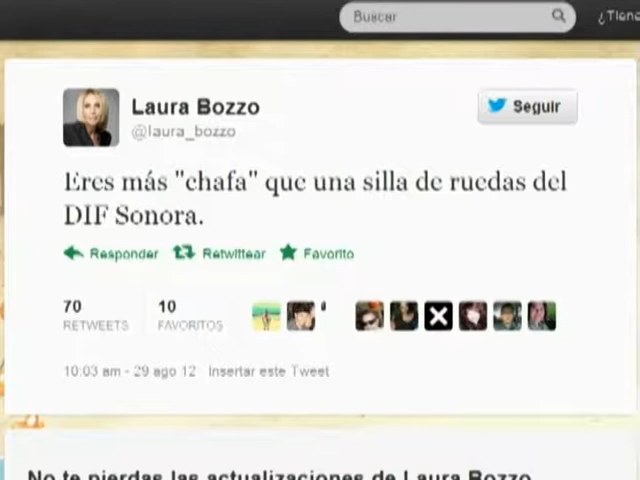 Buscar
¿Tiene
Laura Bozzo
@laura_bozzo
Seguir
Eres más "chafa" que una silla de ruedas del
DIF Sonora.
Responder Retwittear Favorito
70 10
RETWEETS FAVORITOS
10:03 am - 29 ago 12 Insertar este Tweet
No te pierdas las actualizaciones de Laura Bozzo